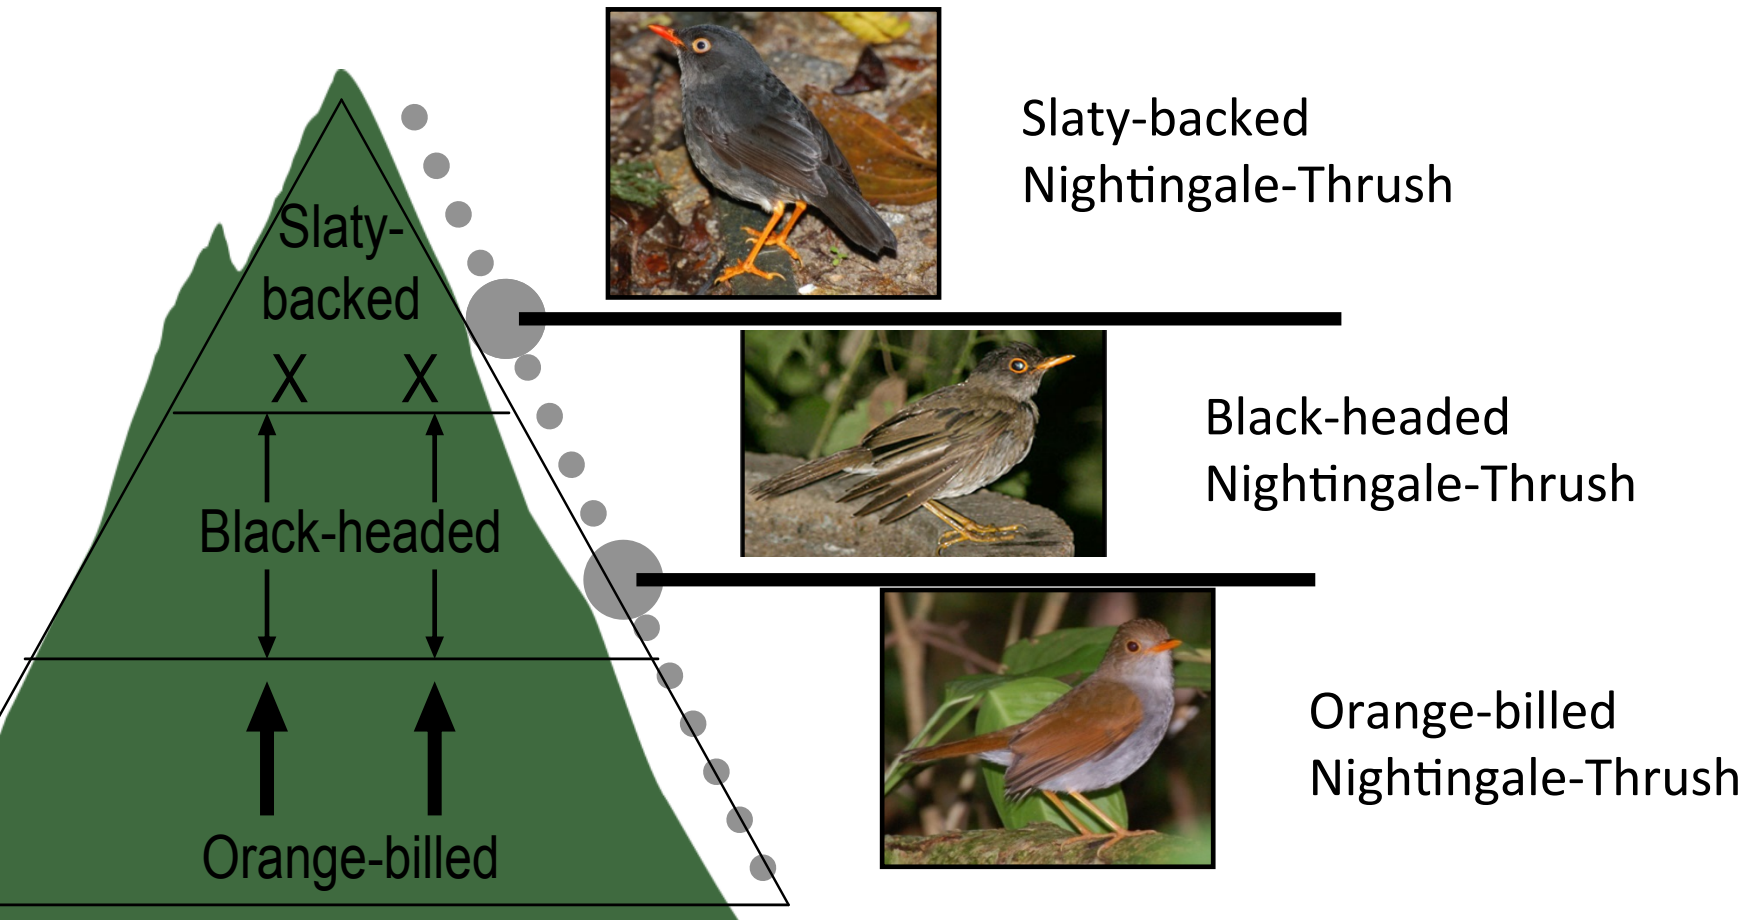 Slaty-
backed
X X
Black-headed
Orange-billed
Slaty-backed
Nightingale-Thrush
Black-headed
Nightingale-Thrush
Orange-billed
Nightingale-Thrush